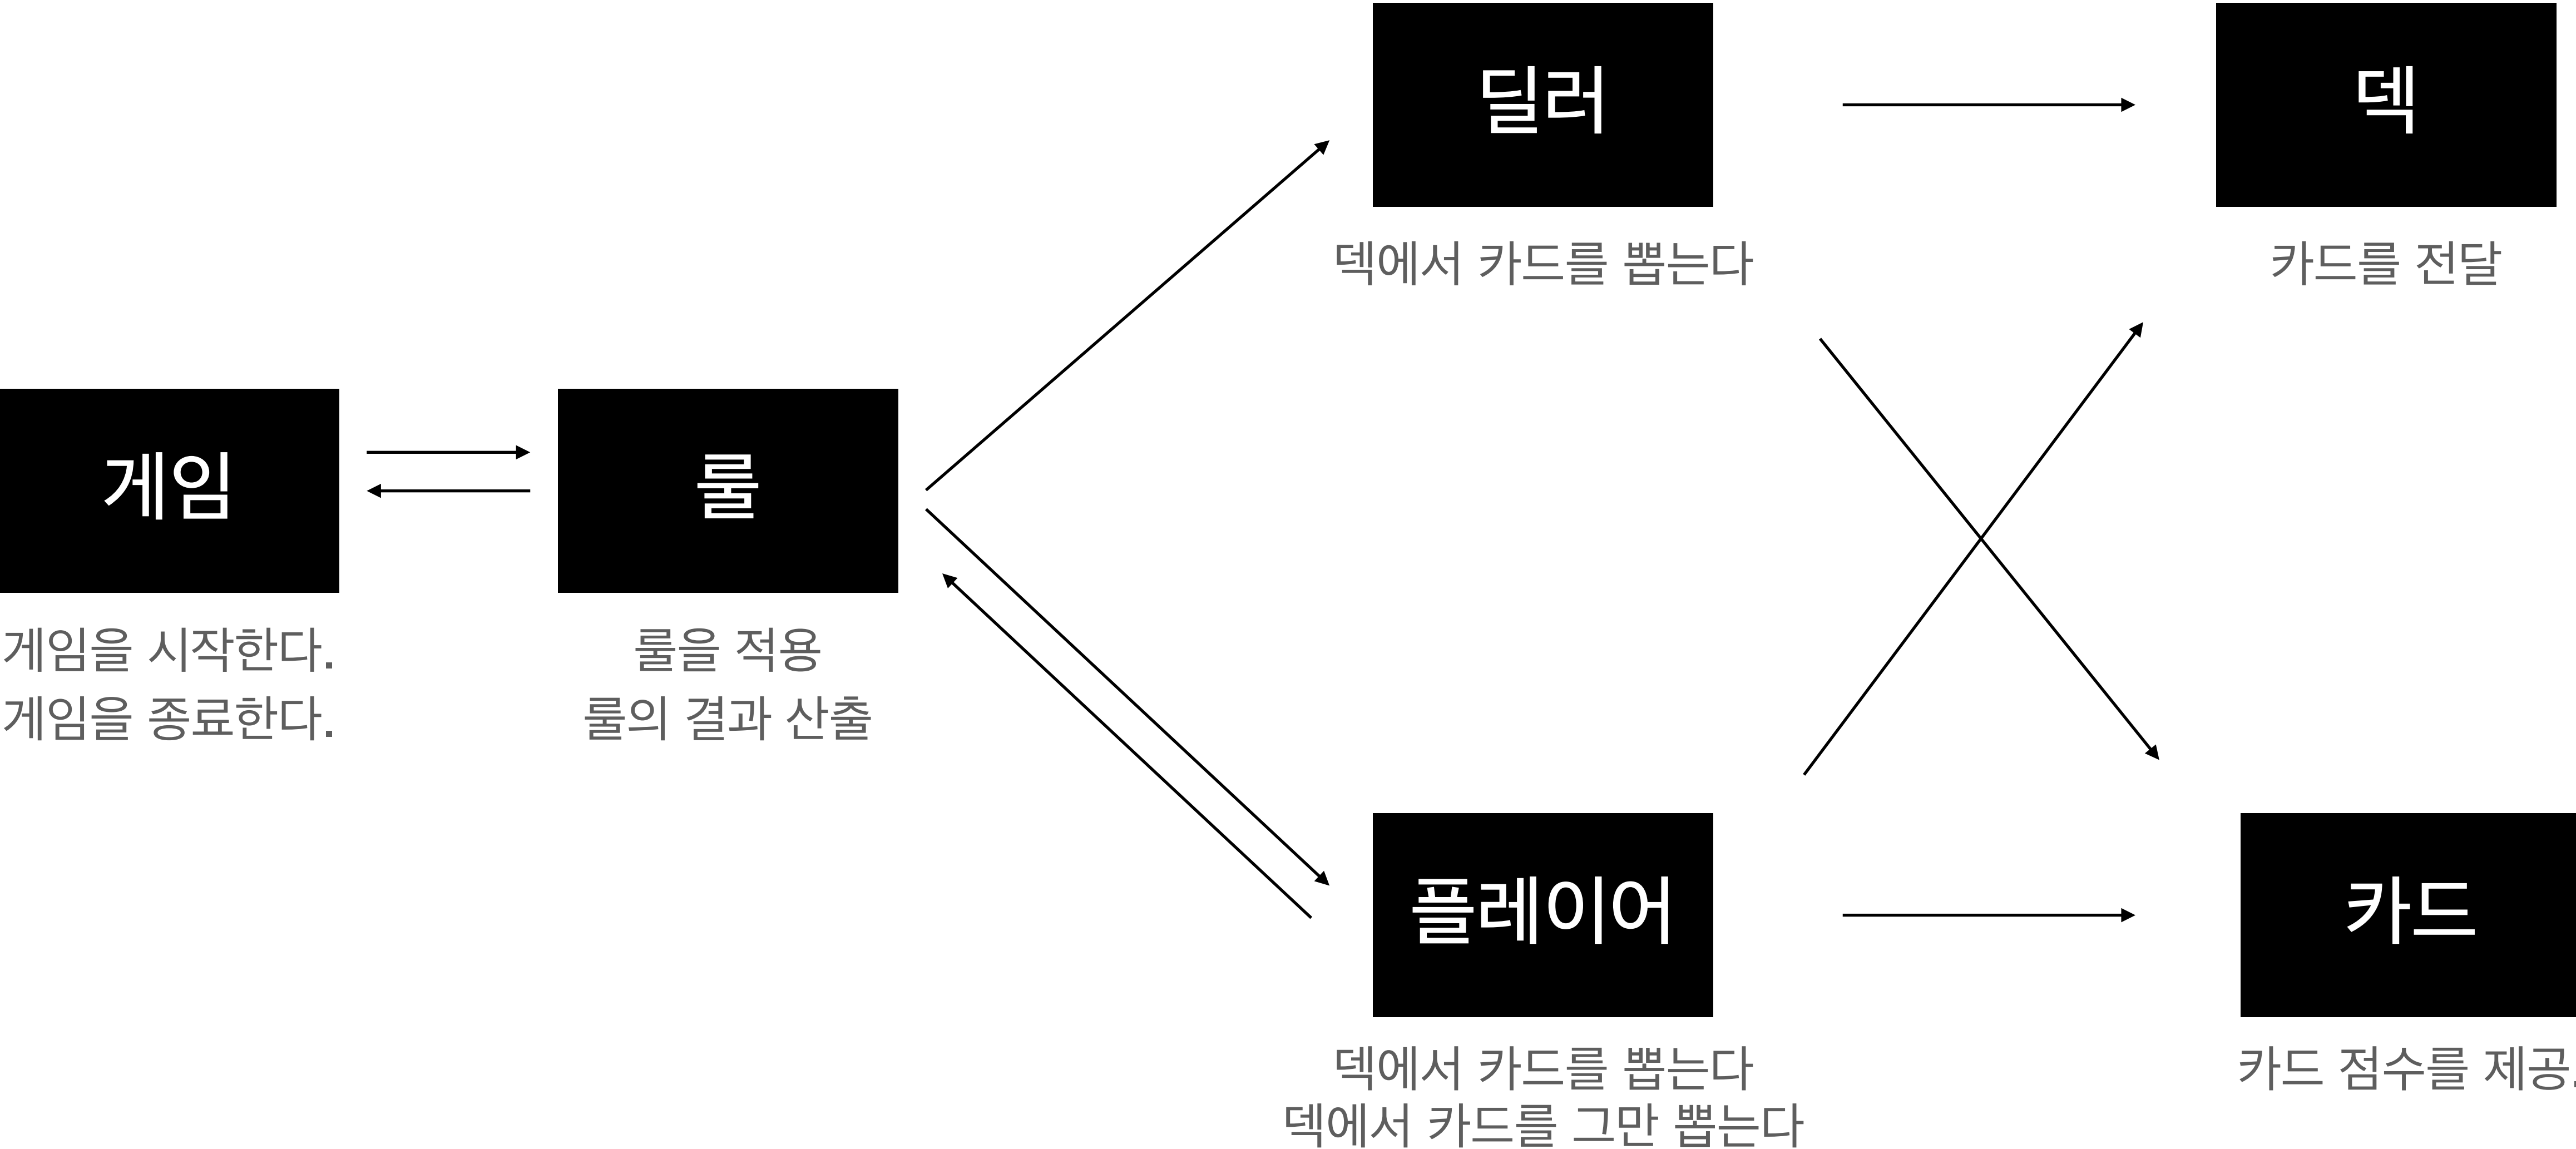 딜러
덱
덱에서 카드를 뽑는다
카드를 전달
게임
룰
게임을 시작한다.
게임을 종료한다.
룰을 적용
룰의 결과 산출
플레이어
카드
덱에서 카드를 뽑는다
덱에서 카드를 그만 뽑는다
카드 점수를 제공.